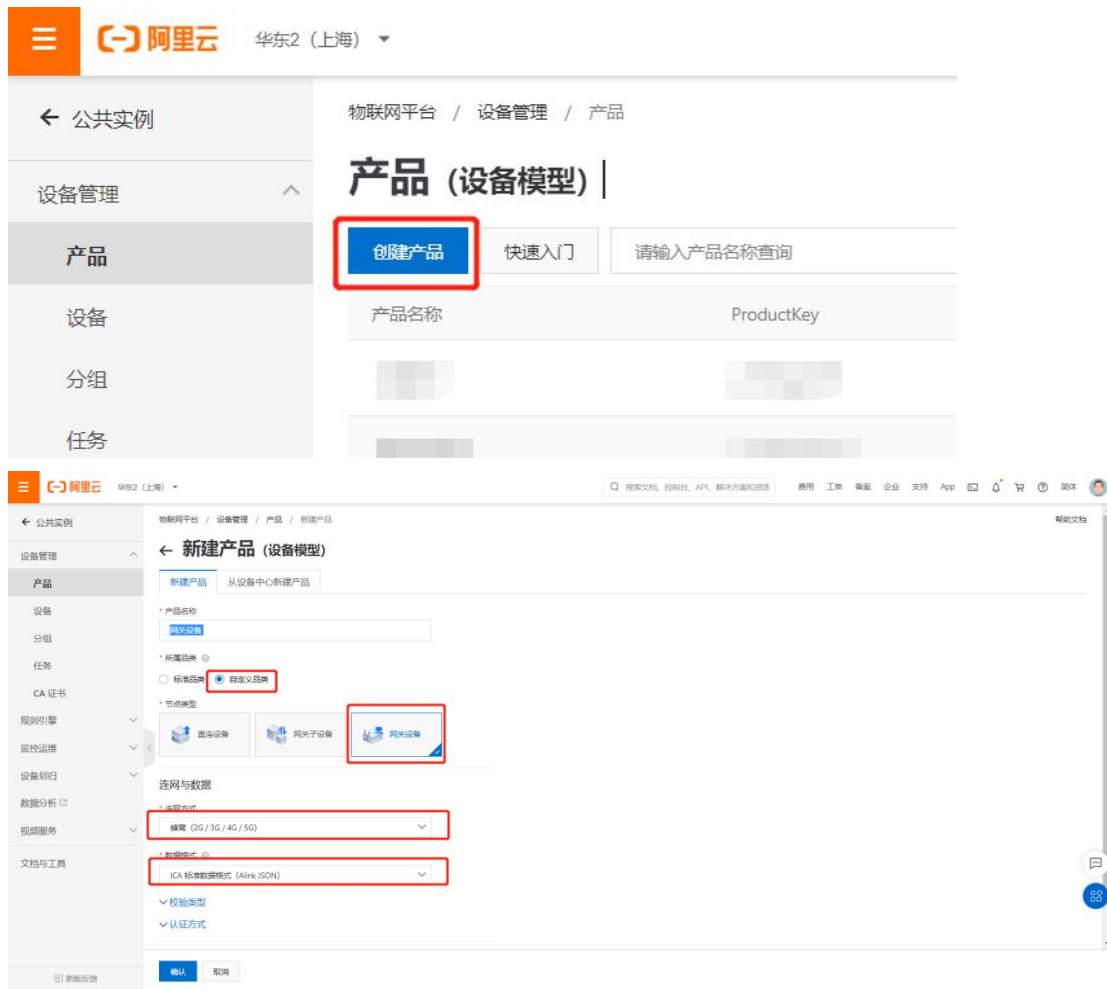 阿里云 华东2（上海）
公共实例
物联网平台 / 设备管理 / 产品
产品（设备模型）
设备管理
创建产品 快速入门 请输入产品名称查询
产品
产品名称 ProductKey
设备
分组
任务
阿里云 华东2（上海）
搜索文档、控制台、API、解决方案和资源 费用 工单 备案 企业 支持 App 简体
公共实例
物联网平台 / 设备管理 / 产品 / 新建产品 帮助文档
新建产品（设备模型）
设备管理
新建产品 从设备中心新建产品
产品
设备
分组
任务
CA 证书
规则引擎
监控运维
设备划归
数据分析
视频服务
文档与工具
* 产品名称
网关设备
* 所属品类
标准品类 自定义品类
* 节点类型
直连设备 网关子设备 网关设备
连网与数据
* 连网方式
蜂窝（2G / 3G / 4G / 5G）
* 数据格式
ICA 标准数据格式（Alink JSON）
校验类型
认证方式
新版反馈
确认 取消